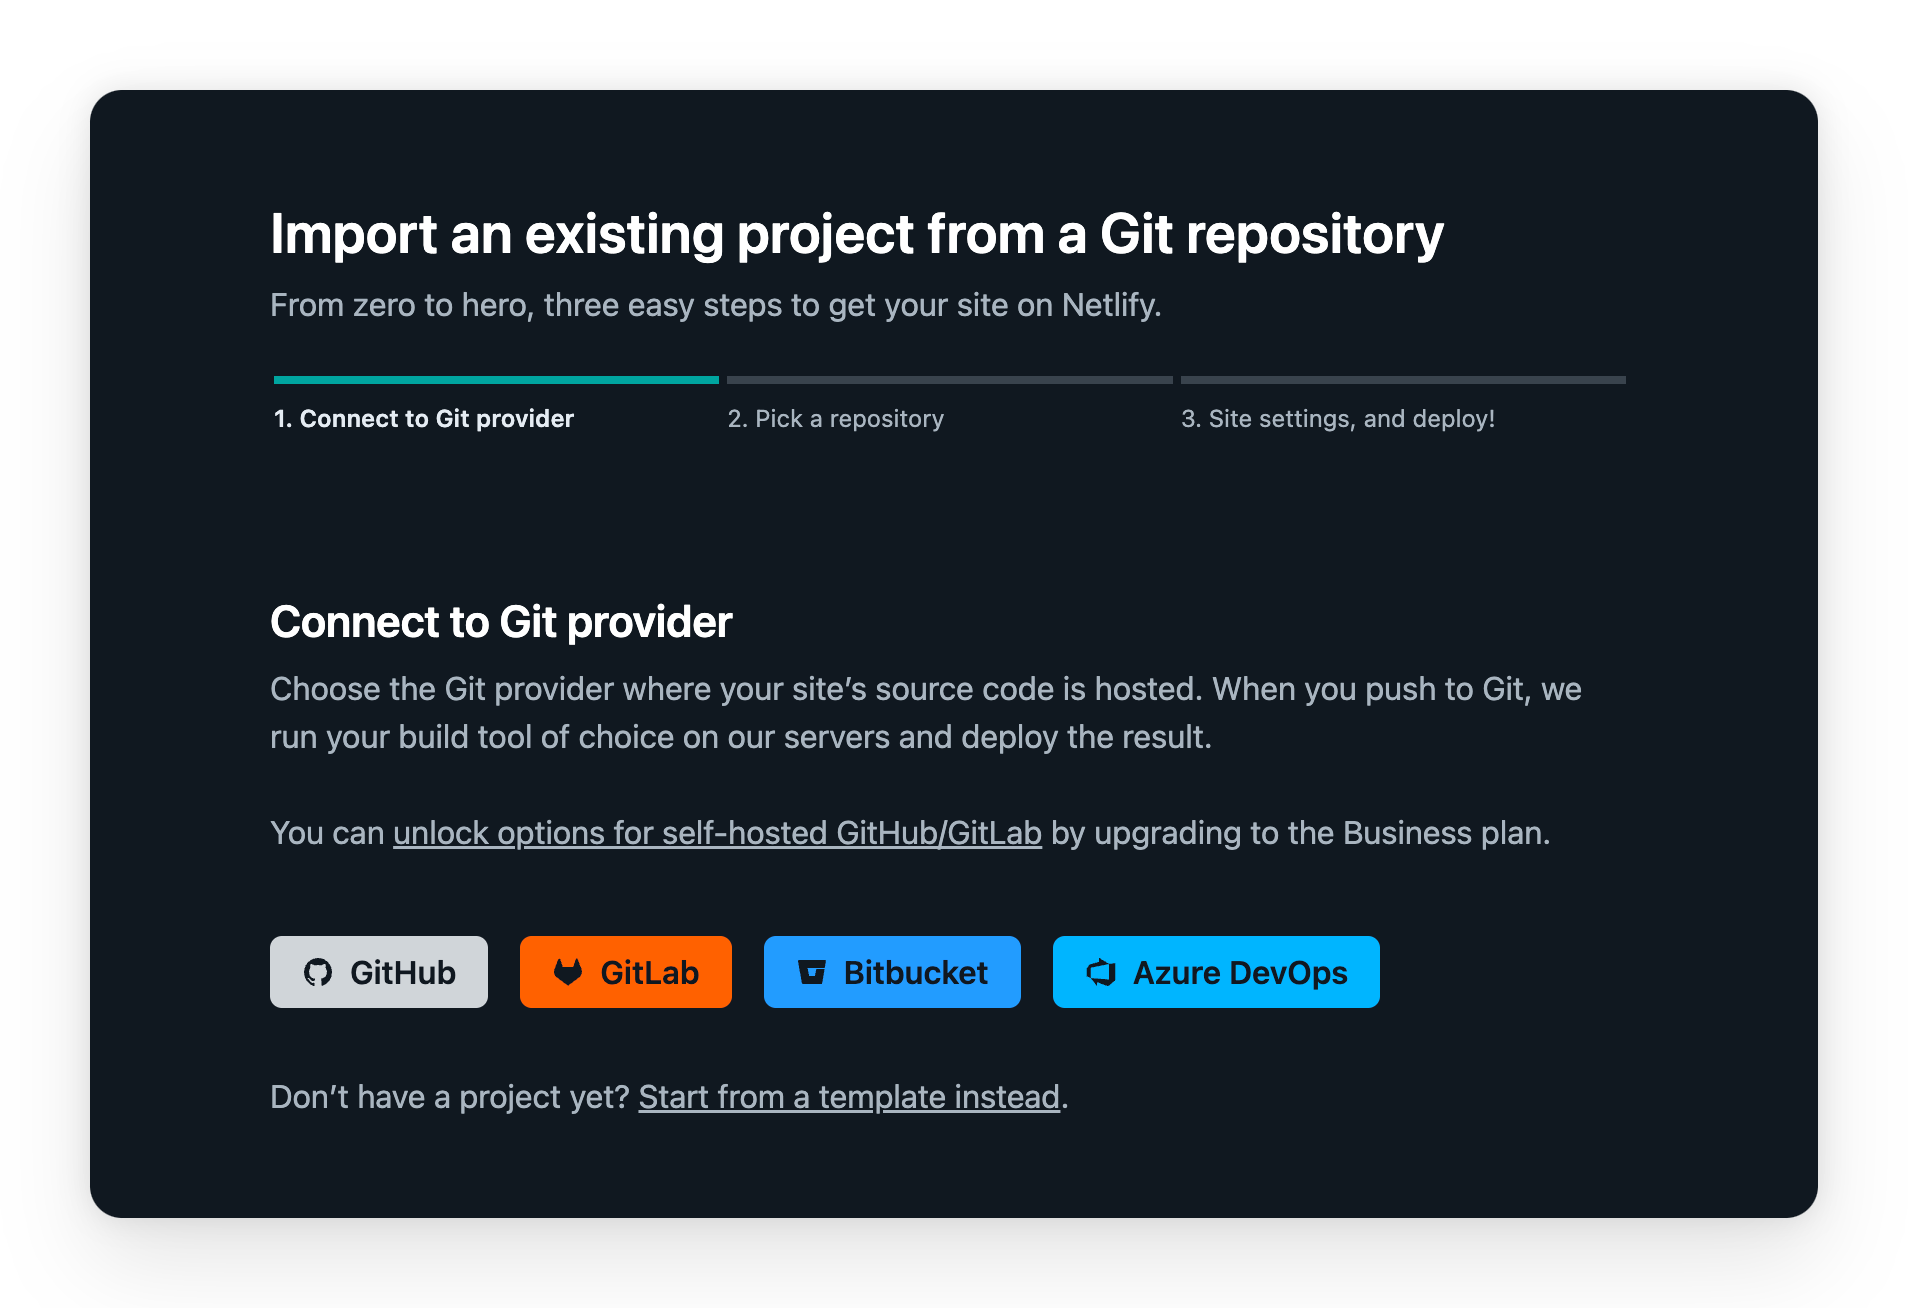 Import an existing project from a Git repository
From zero to hero, three easy steps to get your site on Netlify.
1. Connect to Git provider
2. Pick a repository
3. Site settings, and deploy!
Connect to Git provider
Choose the Git provider where your site’s source code is hosted. When you push to Git, we
run your build tool of choice on our servers and deploy the result.
You can unlock options for self-hosted GitHub/GitLab by upgrading to the Business plan.
GitHub
GitLab
Bitbucket
Azure DevOps
Don’t have a project yet? Start from a template instead.